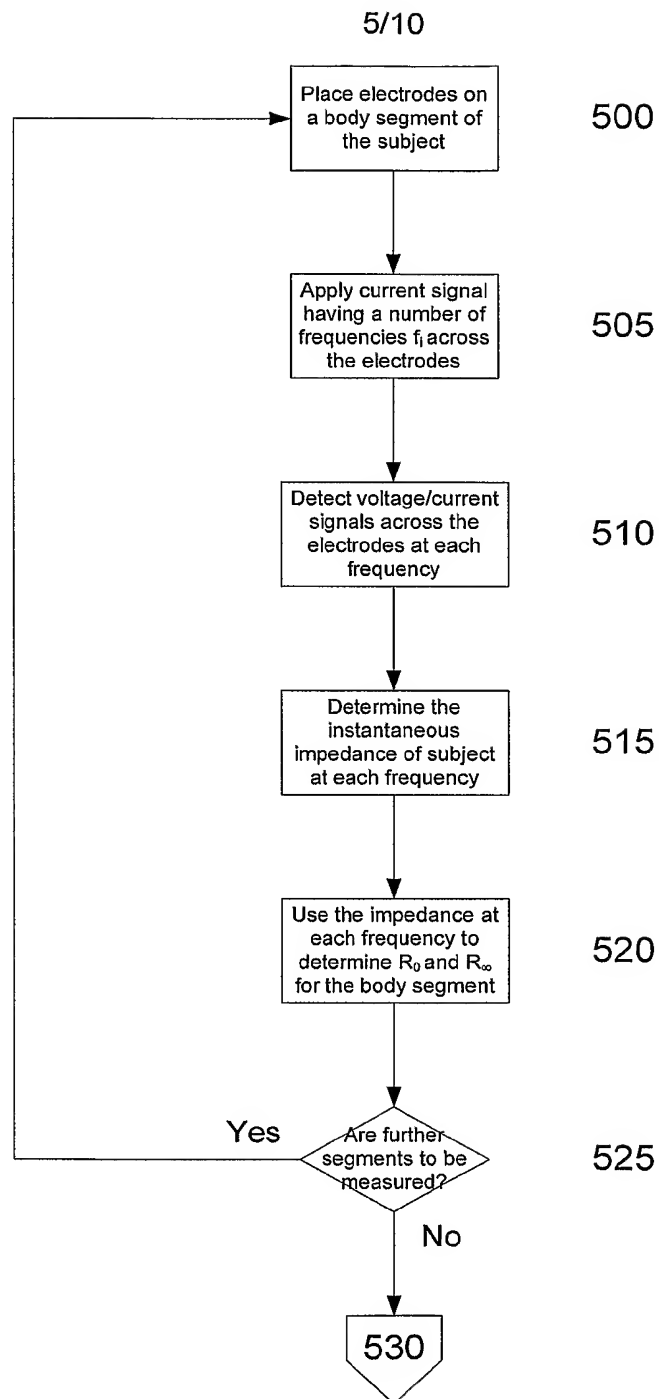 5/10
Place electrodes on
a body segment of
the subject
500
Apply current signal
having a number of
frequencies fᵢ across
the electrodes
505
Detect voltage/current
signals across the
electrodes at each
frequency
510
Determine the
instantaneous
impedance of subject
at each frequency
515
Use the impedance at
each frequency to
determine R₀ and R∞
for the body segment
520
Yes
Are further
segments to be
measured?
525
No
530